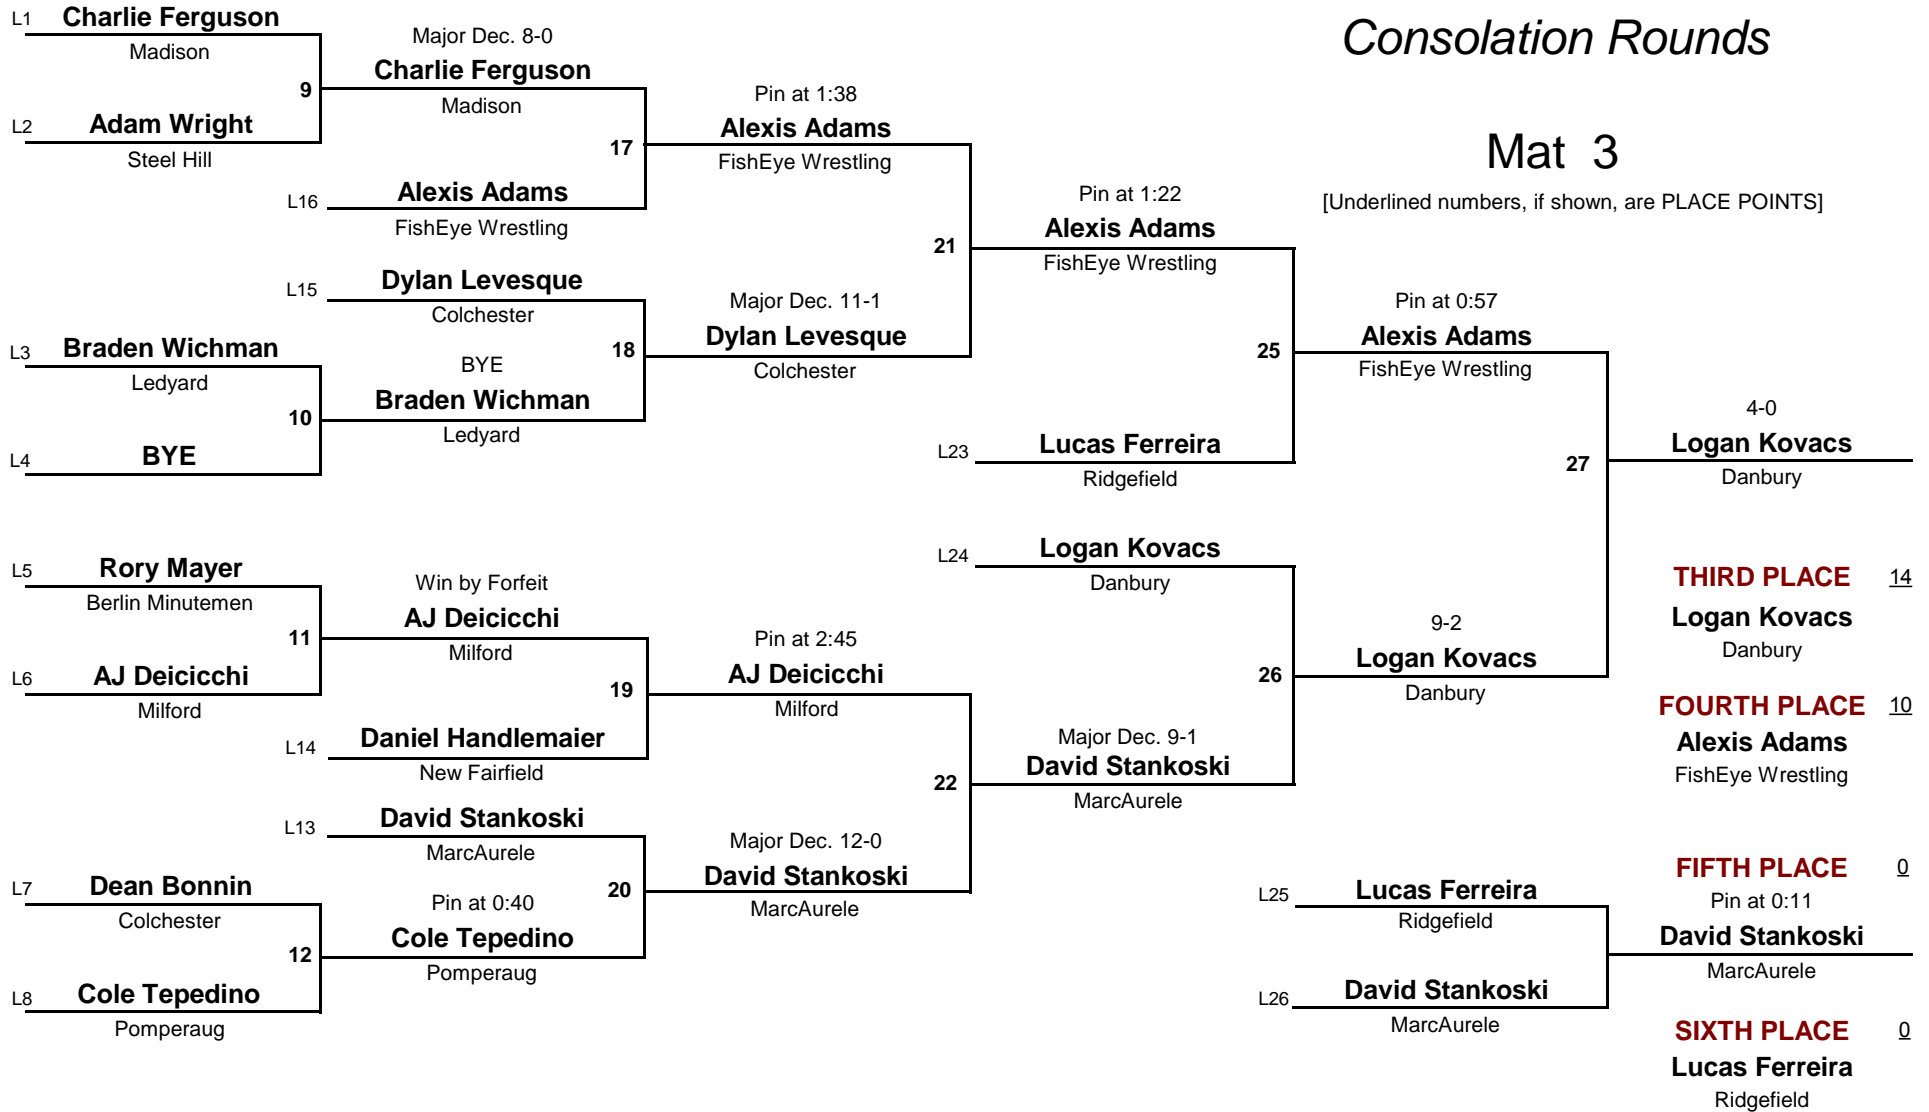 Consolation Rounds
Mat 3
[Underlined numbers, if shown, are PLACE POINTS]
L1 Charlie Ferguson
Madison
9
L2 Adam Wright
Steel Hill
L3 Braden Wichman
Ledyard
10
L4 BYE
L5 Rory Mayer
Berlin Minutemen
11
L6 AJ Deicicchi
Milford
L7 Dean Bonnin
Colchester
12
L8 Cole Tepedino
Pomperaug
Major Dec. 8-0
Charlie Ferguson
Madison
17
L16 Alexis Adams
FishEye Wrestling
L15 Dylan Levesque
Colchester
18
BYE
Braden Wichman
Ledyard
Win by Forfeit
AJ Deicicchi
Milford
19
L14 Daniel Handlemaier
New Fairfield
L13 David Stankoski
MarcAurele
20
Pin at 0:40
Cole Tepedino
Pomperaug
Pin at 1:38
Alexis Adams
FishEye Wrestling
21
Major Dec. 11-1
Dylan Levesque
Colchester
Pin at 2:45
AJ Deicicchi
Milford
22
Major Dec. 12-0
David Stankoski
MarcAurele
Pin at 1:22
Alexis Adams
FishEye Wrestling
25
L23 Lucas Ferreira
Ridgefield
L24 Logan Kovacs
Danbury
26
Major Dec. 9-1
David Stankoski
MarcAurele
Pin at 0:57
Alexis Adams
FishEye Wrestling
27
9-2
Logan Kovacs
Danbury
L25 Lucas Ferreira
Ridgefield
L26 David Stankoski
MarcAurele
4-0
Logan Kovacs
Danbury
THIRD PLACE 14
Logan Kovacs
Danbury
FOURTH PLACE 10
Alexis Adams
FishEye Wrestling
FIFTH PLACE 0
Pin at 0:11
David Stankoski
MarcAurele
SIXTH PLACE 0
Lucas Ferreira
Ridgefield